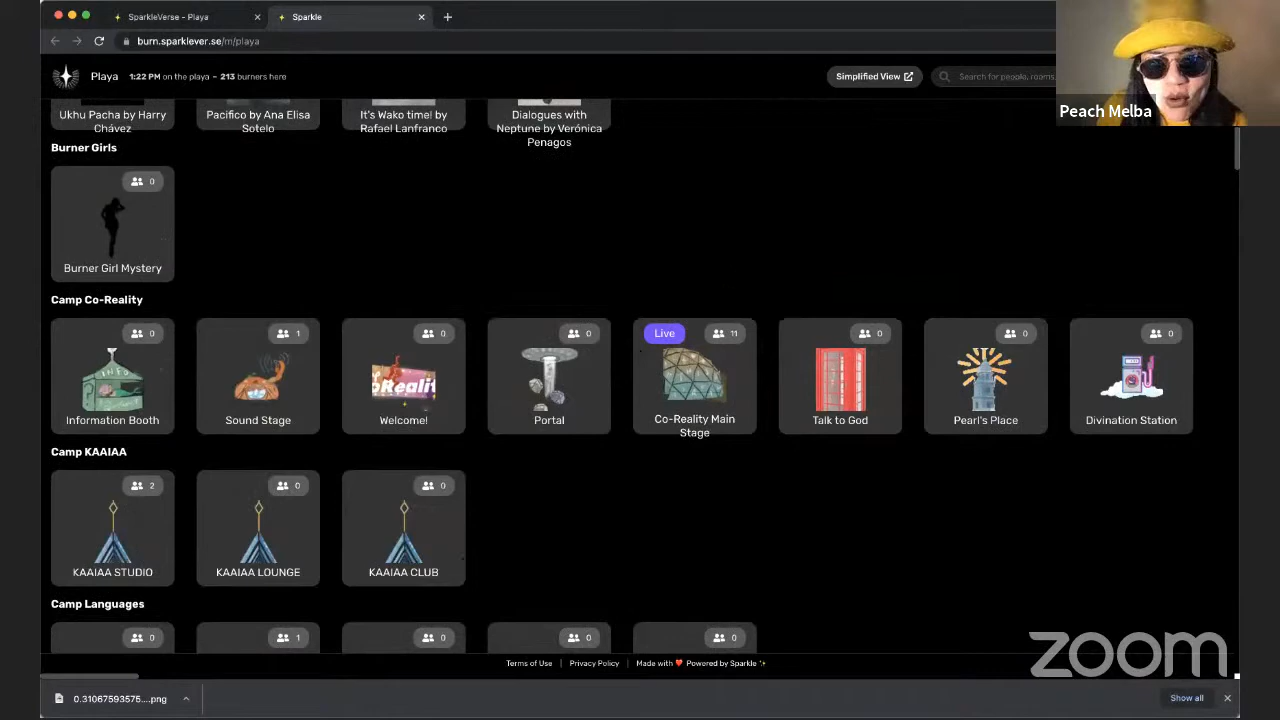 SparkleVerse - Playa
Sparkle
burn.sparklever.se/m/playa
Playa 1:22 PM on the playa – 213 burners here
Simplified View
Search for people, rooms,
Peach Melba
Ukhu Pacha by Harry
Chávez
Pacifico by Ana Elisa
Sotelo
It's Wako time! by
Rafael Lanfranco
Dialogues with
Neptune by Verónica
Penagos
Burner Girls
0
Burner Girl Mystery
Camp Co-Reality
0
INFO
Information Booth
1
Sound Stage
0
oRealit
Welcome!
0
Portal
Live 11
Co-Reality Main
Stage
0
Talk to God
0
Pearl's Place
0
Divination Station
Camp KAAIAA
2
KAAIAA STUDIO
0
KAAIAA LOUNGE
0
KAAIAA CLUB
Camp Languages
0 1 0 0 0
Terms of Use | Privacy Policy | Made with ❤️ Powered by Sparkle ✨
zoom
0.31067593575....png
Show all